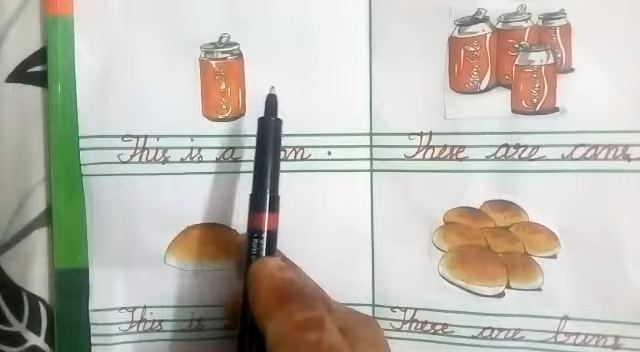 This is a
These are cans
This is
These are buns